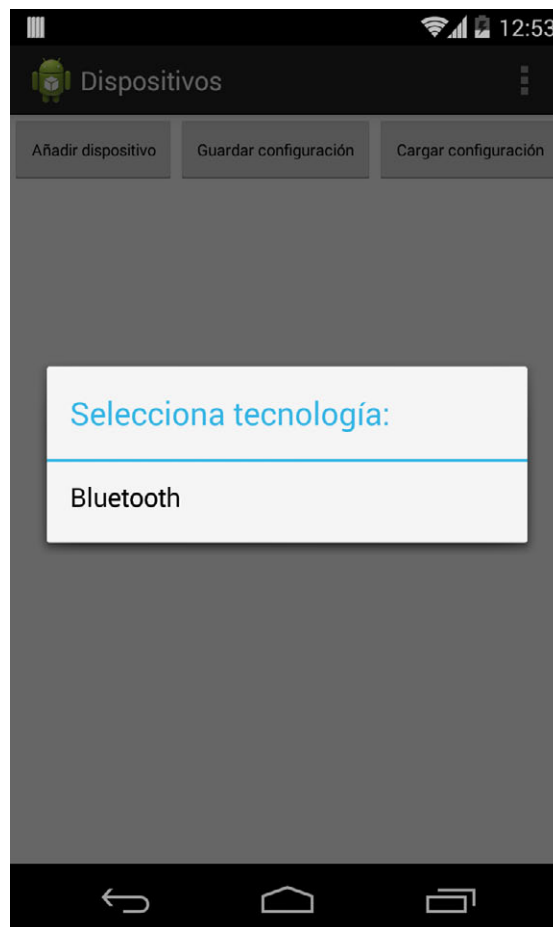 12:53
Dispositivos
Añadir dispositivo Guardar configuración Cargar configuración
Selecciona tecnología:
Bluetooth